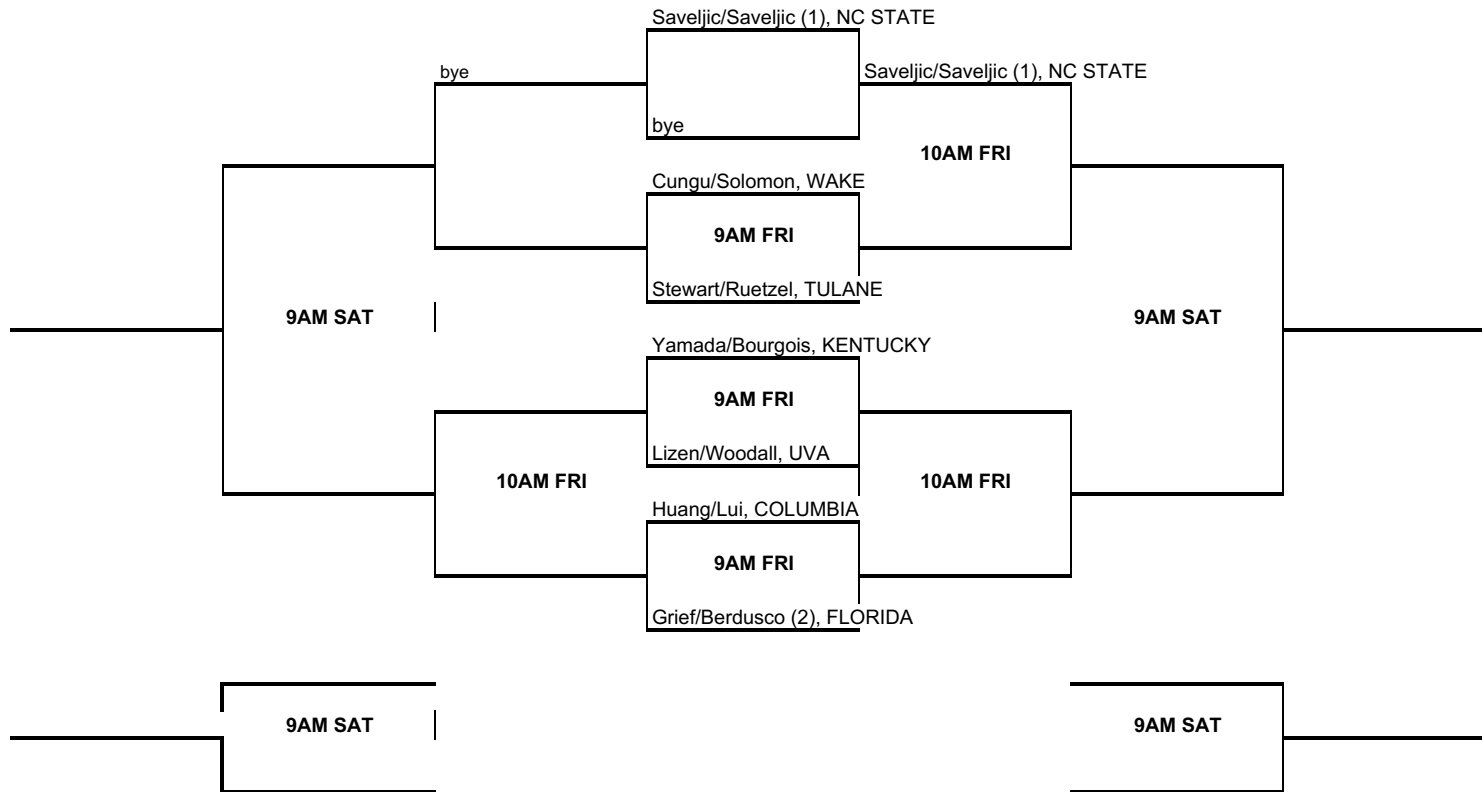 Saveljic/Saveljic (1), NC STATE
bye
Saveljic/Saveljic (1), NC STATE
bye
10AM FRI
Cungu/Solomon, WAKE
9AM FRI
Stewart/Ruetzel, TULANE
9AM SAT
9AM SAT
Yamada/Bourgois, KENTUCKY
9AM FRI
Lizen/Woodall, UVA
10AM FRI
10AM FRI
Huang/Lui, COLUMBIA
9AM FRI
Grief/Berdusco (2), FLORIDA
9AM SAT
9AM SAT